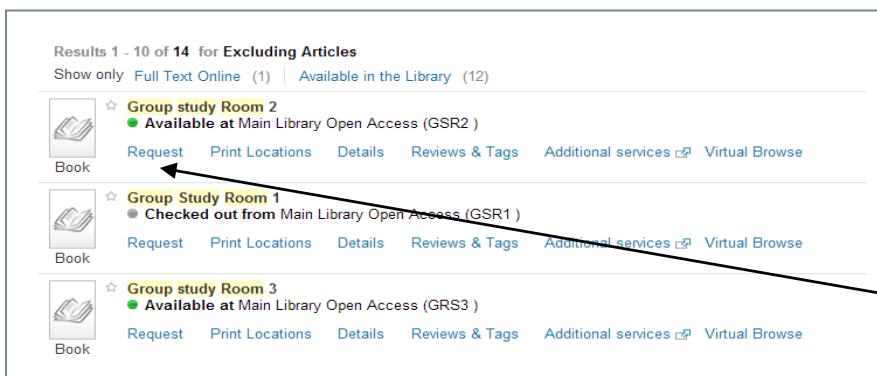 Results 1 - 10 of 14 for Excluding Articles
Show only Full Text Online (1) | Available in the Library (12)
Group study Room 2
Available at Main Library Open Access (GSR2 )
Request Print Locations Details Reviews & Tags Additional services Virtual Browse
Book
Group Study Room 1
Checked out from Main Library Open Access (GSR1 )
Request Print Locations Details Reviews & Tags Additional services Virtual Browse
Book
Group study Room 3
Available at Main Library Open Access (GRS3 )
Request Print Locations Details Reviews & Tags Additional services Virtual Browse
Book